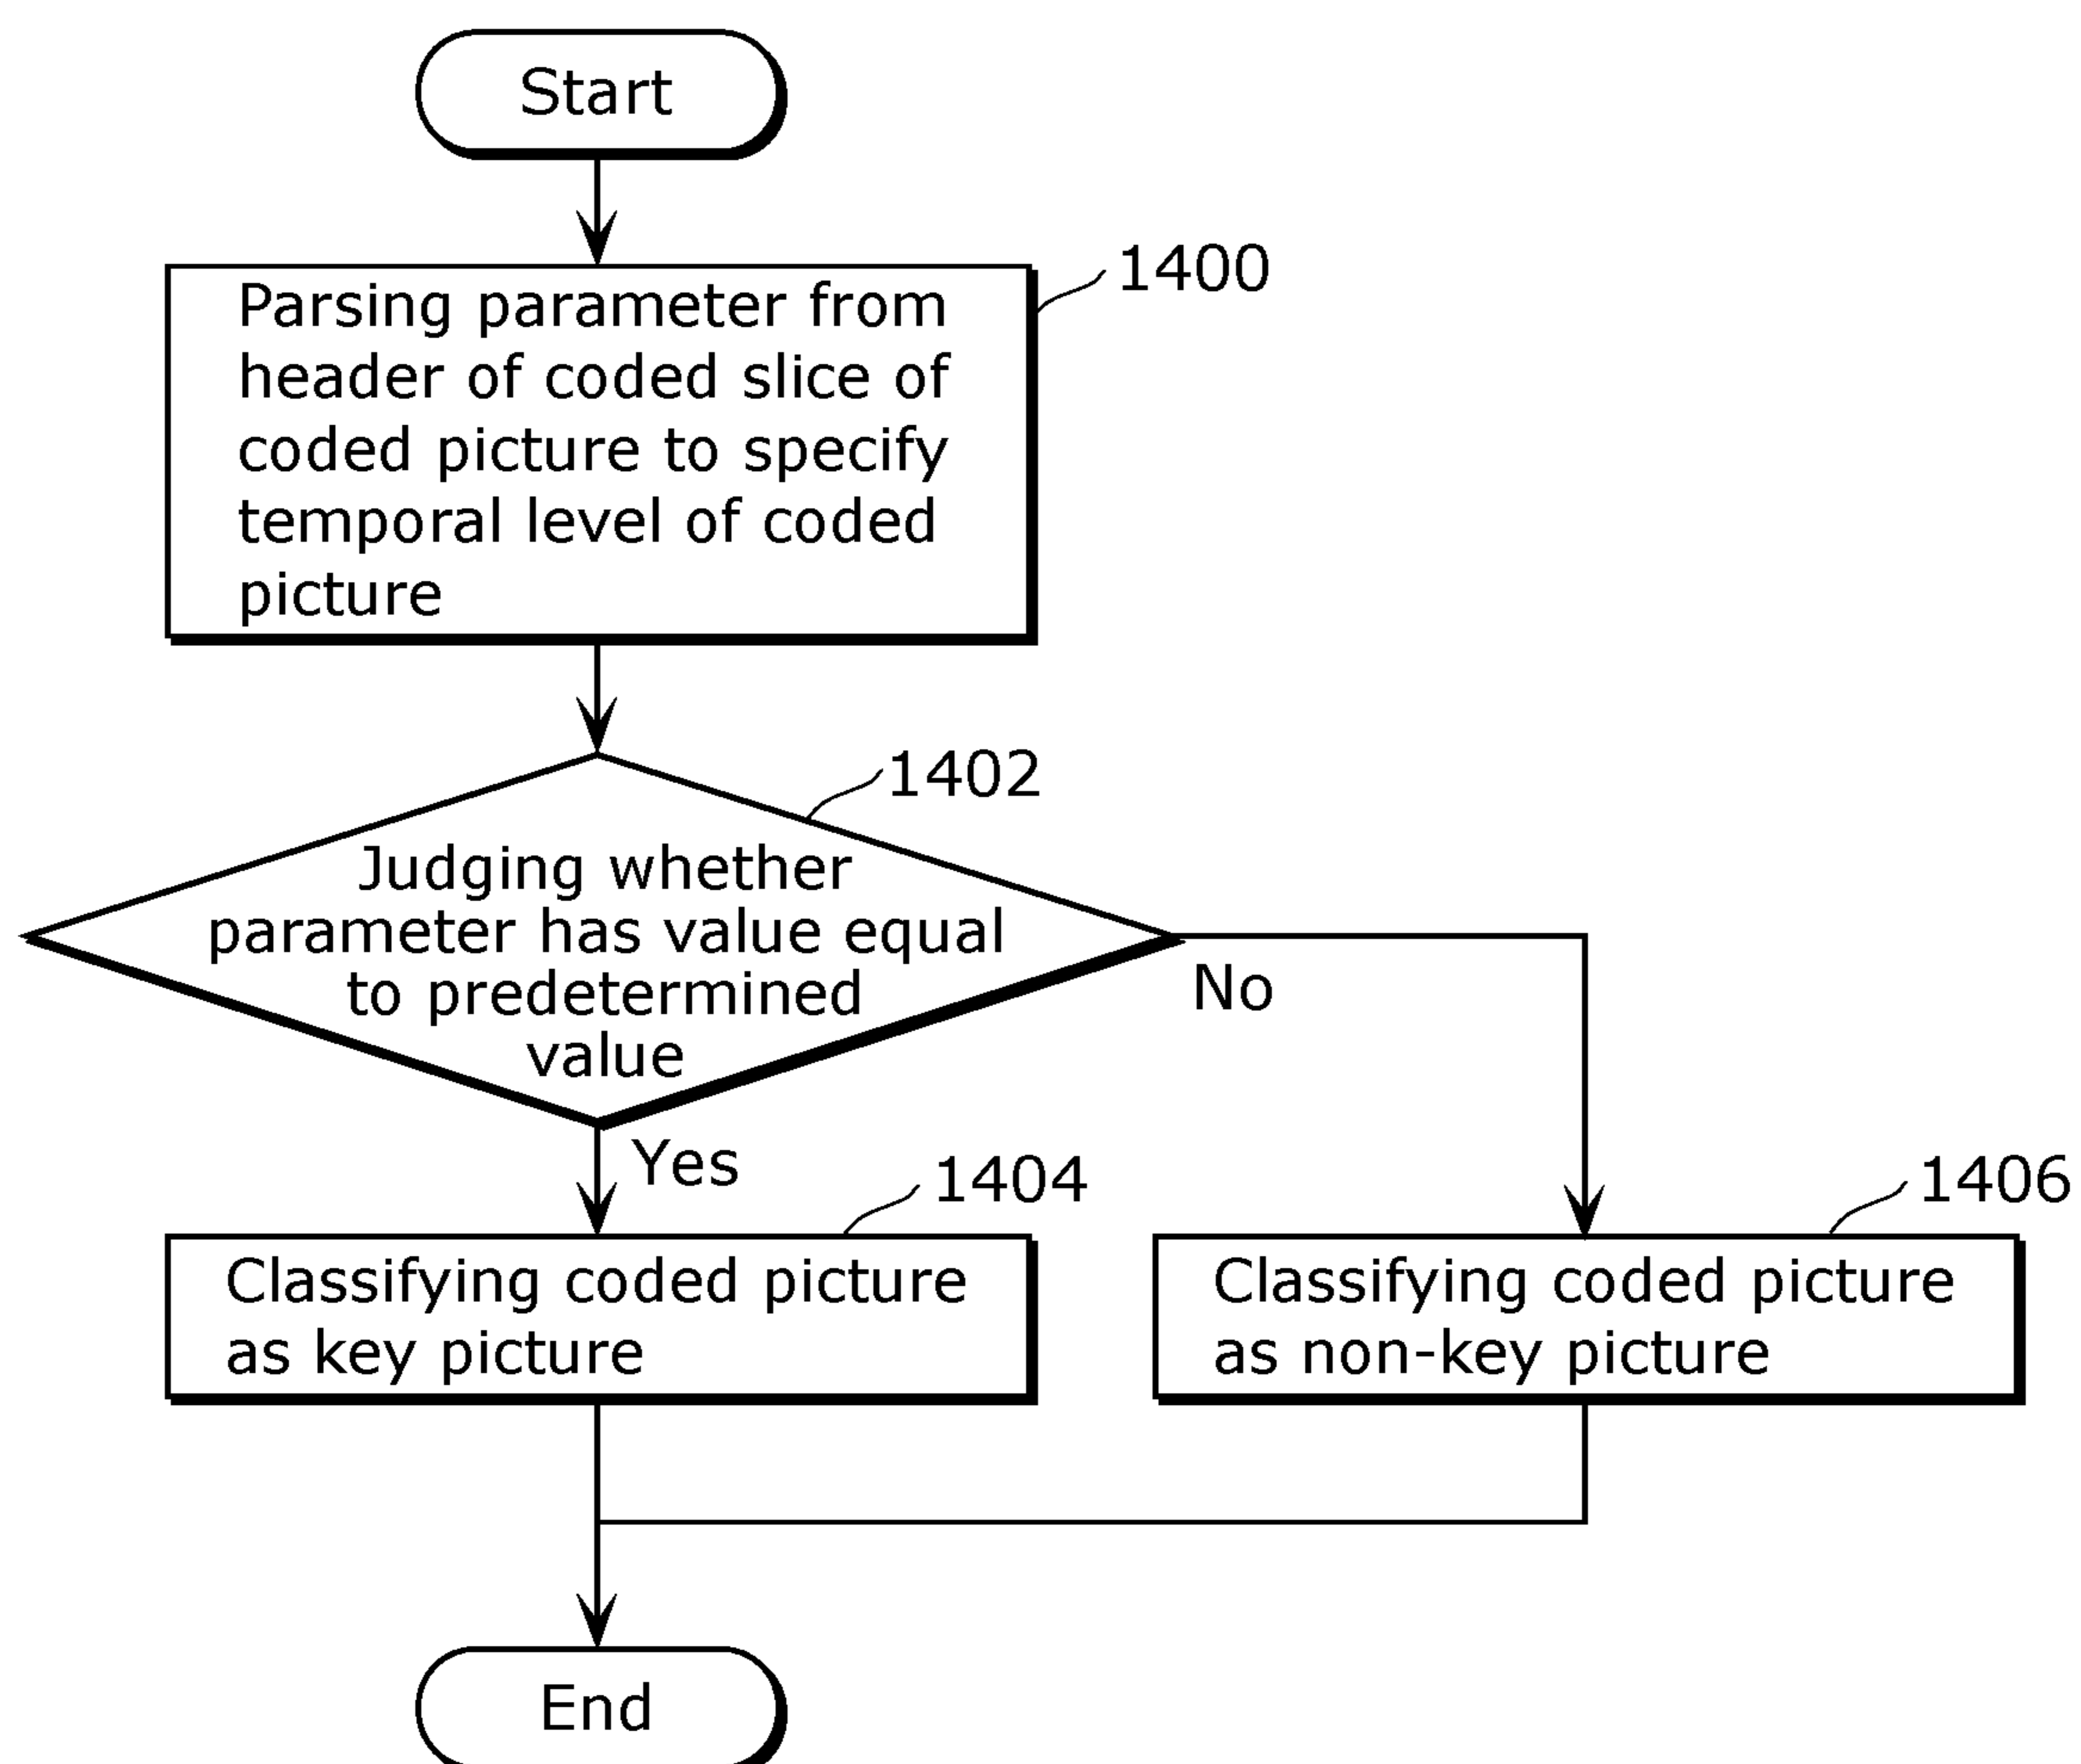 Start
1400
Parsing parameter from
header of coded slice of
coded picture to specify
temporal level of coded
picture
1402
Judging whether
parameter has value equal
to predetermined
value
No
Yes
1404
1406
Classifying coded picture
as key picture
Classifying coded picture
as non-key picture
End